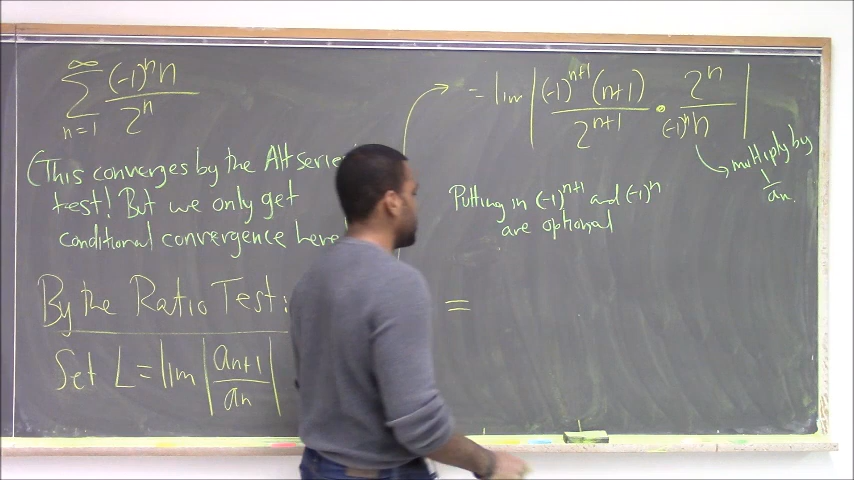 ∞
∑ (-1)^n n / 2^n
n=1
(This converges by the Alt series
test! But we only get
conditional convergence here!
By the Ratio Test:
Set L = lim | a_{n+1} / a_n |
= lim | (-1)^{n+1} (n+1) / 2^{n+1} • 2^n / (-1)^n n |
multiply by
1 / a_n.
Putting in (-1)^{n+1} and (-1)^n
are optional
=